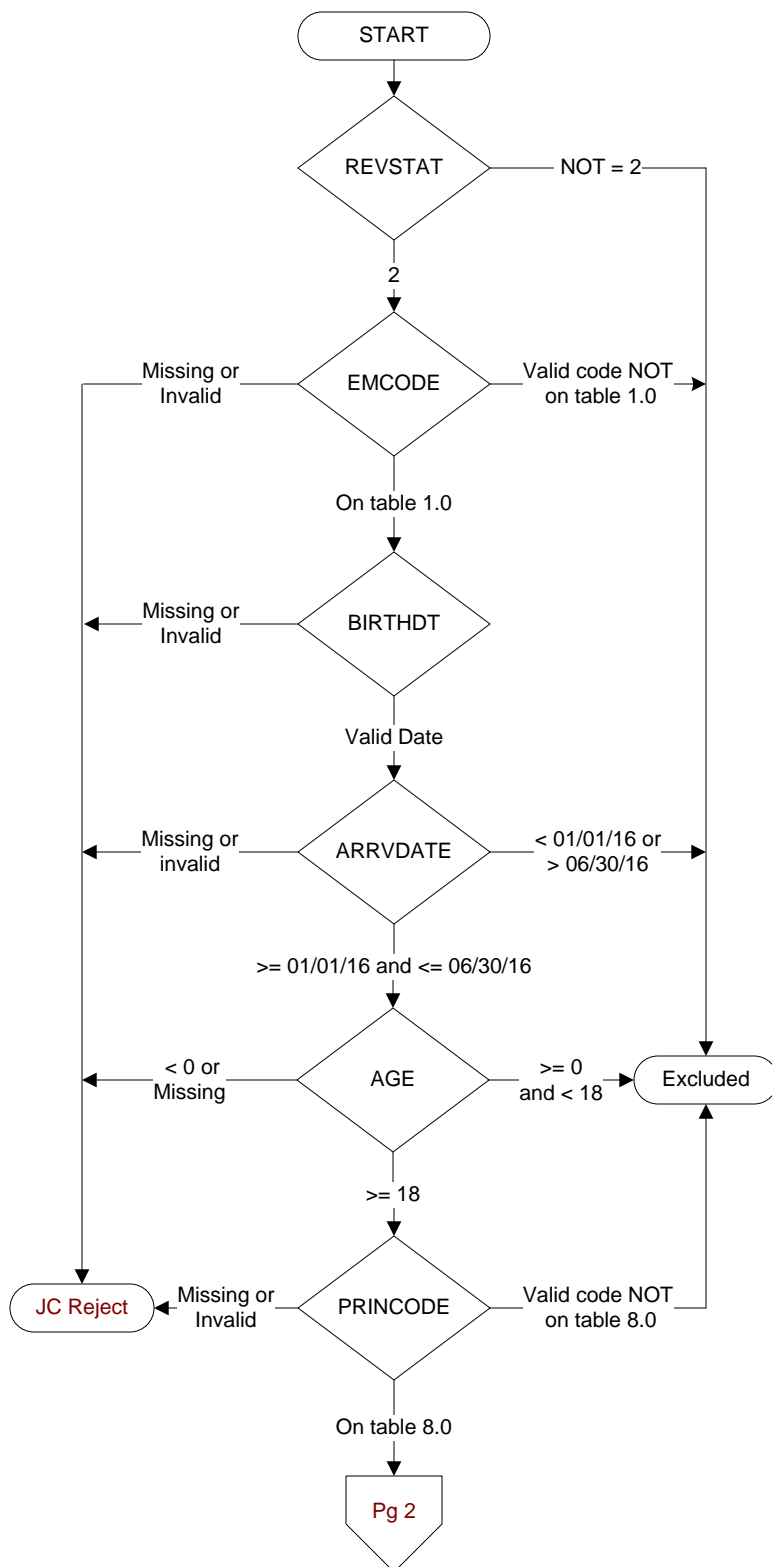 START
REVSTAT
NOT = 2
2
Missing or
Invalid
EMCODE
Valid code NOT
on table 1.0
On table 1.0
Missing or
Invalid
BIRTHDT
Valid Date
Missing or
invalid
ARRVDATE
< 01/01/16 or
> 06/30/16
>= 01/01/16 and <= 06/30/16
< 0 or
Missing
AGE
>= 0
and < 18
Excluded
>= 18
JC Reject
Missing or
Invalid
PRINCODE
Valid code NOT
on table 8.0
On table 8.0
Pg 2